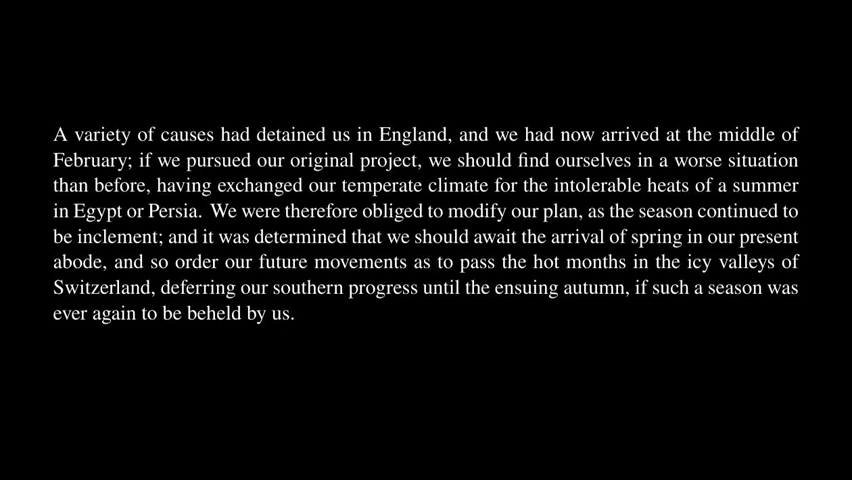 A variety of causes had detained us in England, and we had now arrived at the middle of
February; if we pursued our original project, we should find ourselves in a worse situation
than before, having exchanged our temperate climate for the intolerable heats of a summer
in Egypt or Persia. We were therefore obliged to modify our plan, as the season continued to
be inclement; and it was determined that we should await the arrival of spring in our present
abode, and so order our future movements as to pass the hot months in the icy valleys of
Switzerland, deferring our southern progress until the ensuing autumn, if such a season was
ever again to be beheld by us.